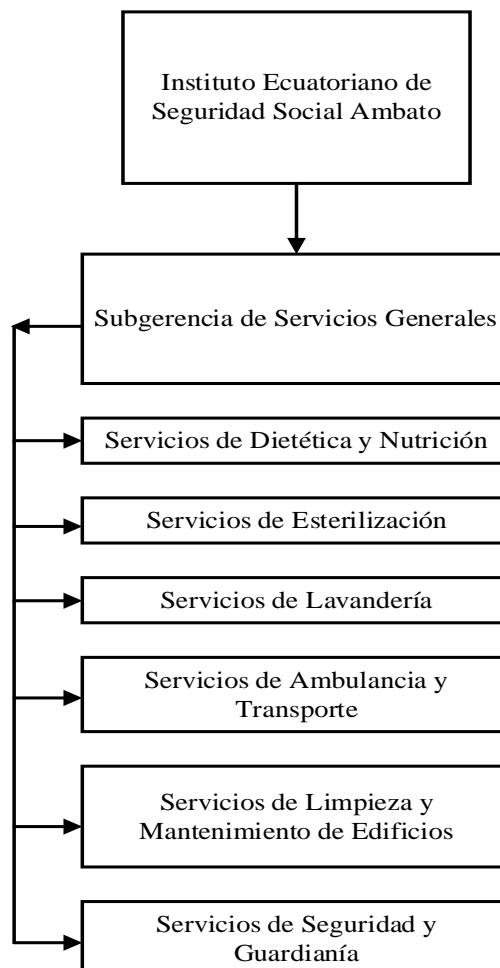 Instituto Ecuatoriano de
Seguridad Social Ambato
Subgerencia de Servicios Generales
Servicios de Dietética y Nutrición
Servicios de Esterilización
Servicios de Lavandería
Servicios de Ambulancia y
Transporte
Servicios de Limpieza y
Mantenimiento de Edificios
Servicios de Seguridad y
Guardianía